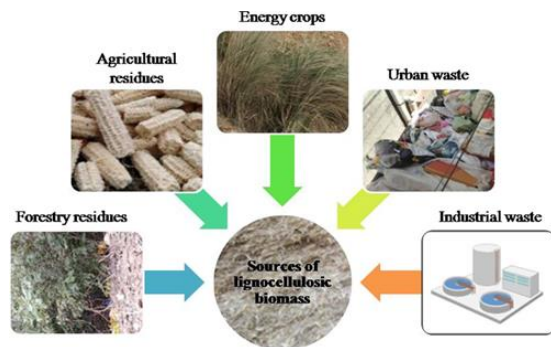 Energy crops
Agricultural
residues
Urban waste
Forestry residues
Industrial waste
Sources of
lignocellulosic
biomass